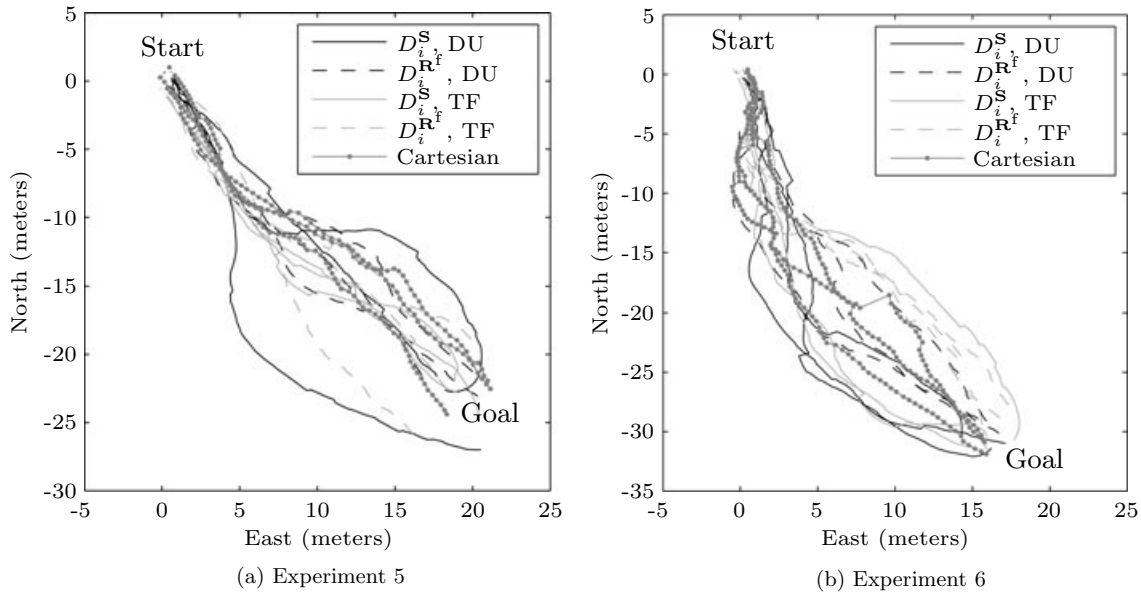 5
0
-5
-10
-15
-20
-25
-30
North (meters)
-5
0
5
10
15
20
25
East (meters)
Start
Goal
D_i^S, DU
D_i^{R^f}, DU
D_i^S, TF
D_i^{R^f}, TF
Cartesian
(a) Experiment 5
5
0
-5
-10
-15
-20
-25
-30
-35
North (meters)
-5
0
5
10
15
20
25
East (meters)
Start
Goal
D_i^S, DU
D_i^{R^f}, DU
D_i^S, TF
D_i^{R^f}, TF
Cartesian
(b) Experiment 6